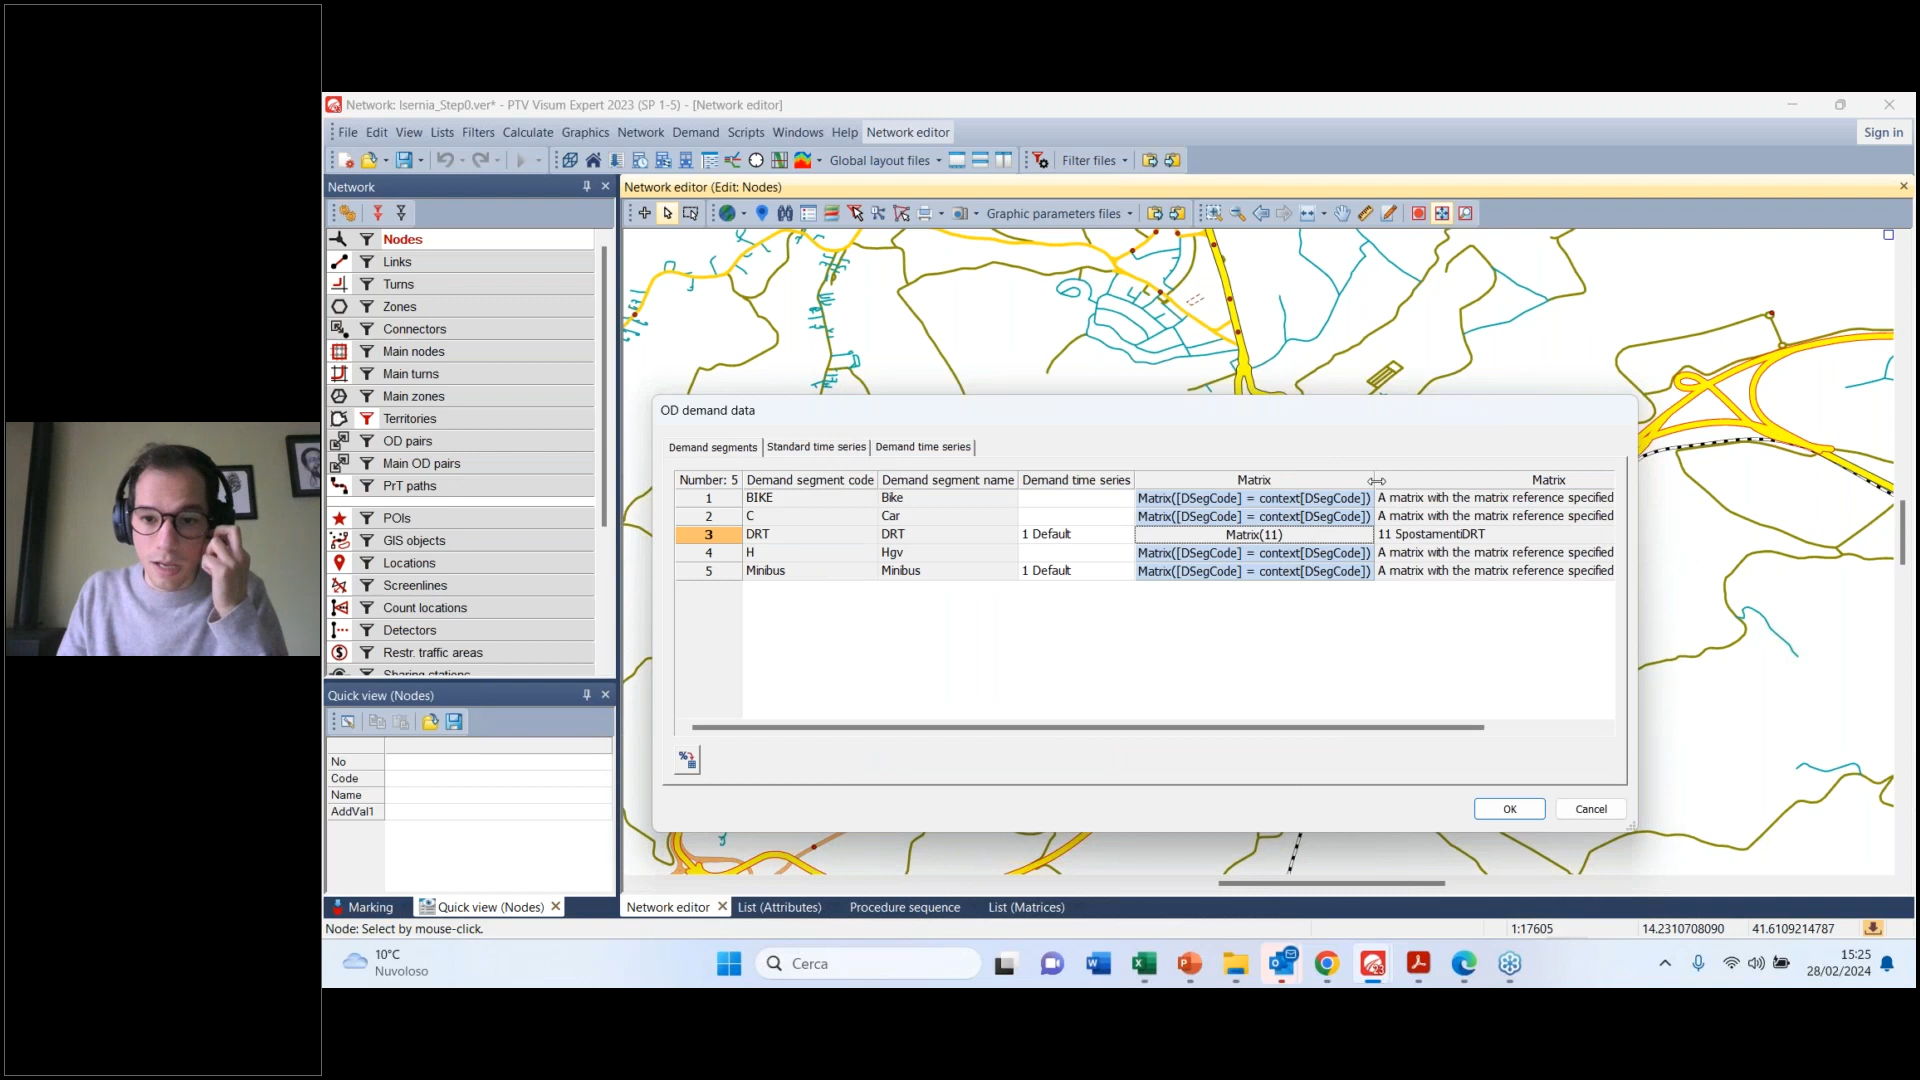 Network: Isernia_Step0.ver* - PTV Visum Expert 2023 (SP 1-5) - [Network editor]
File Edit View Lists Filters Calculate Graphics Network Demand Scripts Windows Help Network editor Sign in
Global layout files Filter files
Network
Network editor (Edit: Nodes)
Graphic parameters files
Nodes
Links
Turns
Zones
Connectors
Main nodes
Main turns
Main zones
Territories
OD pairs
Main OD pairs
PrT paths
POIs
GIS objects
Locations
Screenlines
Count locations
Detectors
Restr. traffic areas
Sharing stations
OD demand data
Demand segments Standard time series Demand time series
Number: 5 Demand segment code Demand segment name Demand time series Matrix Matrix
1 BIKE Bike Matrix([DSegCode] = context[DSegCode]) A matrix with the matrix reference specified
2 C Car Matrix([DSegCode] = context[DSegCode]) A matrix with the matrix reference specified
3 DRT DRT 1 Default Matrix(11) 11 SpostamentiDRT
4 H Hgv Matrix([DSegCode] = context[DSegCode]) A matrix with the matrix reference specified
5 Minibus Minibus 1 Default Matrix([DSegCode] = context[DSegCode]) A matrix with the matrix reference specified
OK Cancel
Quick view (Nodes)
No
Code
Name
AddVal1
Marking Quick view (Nodes) Network editor List (Attributes) Procedure sequence List (Matrices)
Node: Select by mouse-click. 1:17605 14.2310708090 41.6109214787
10°C
Nuvoloso
Cerca
15:25
28/02/2024